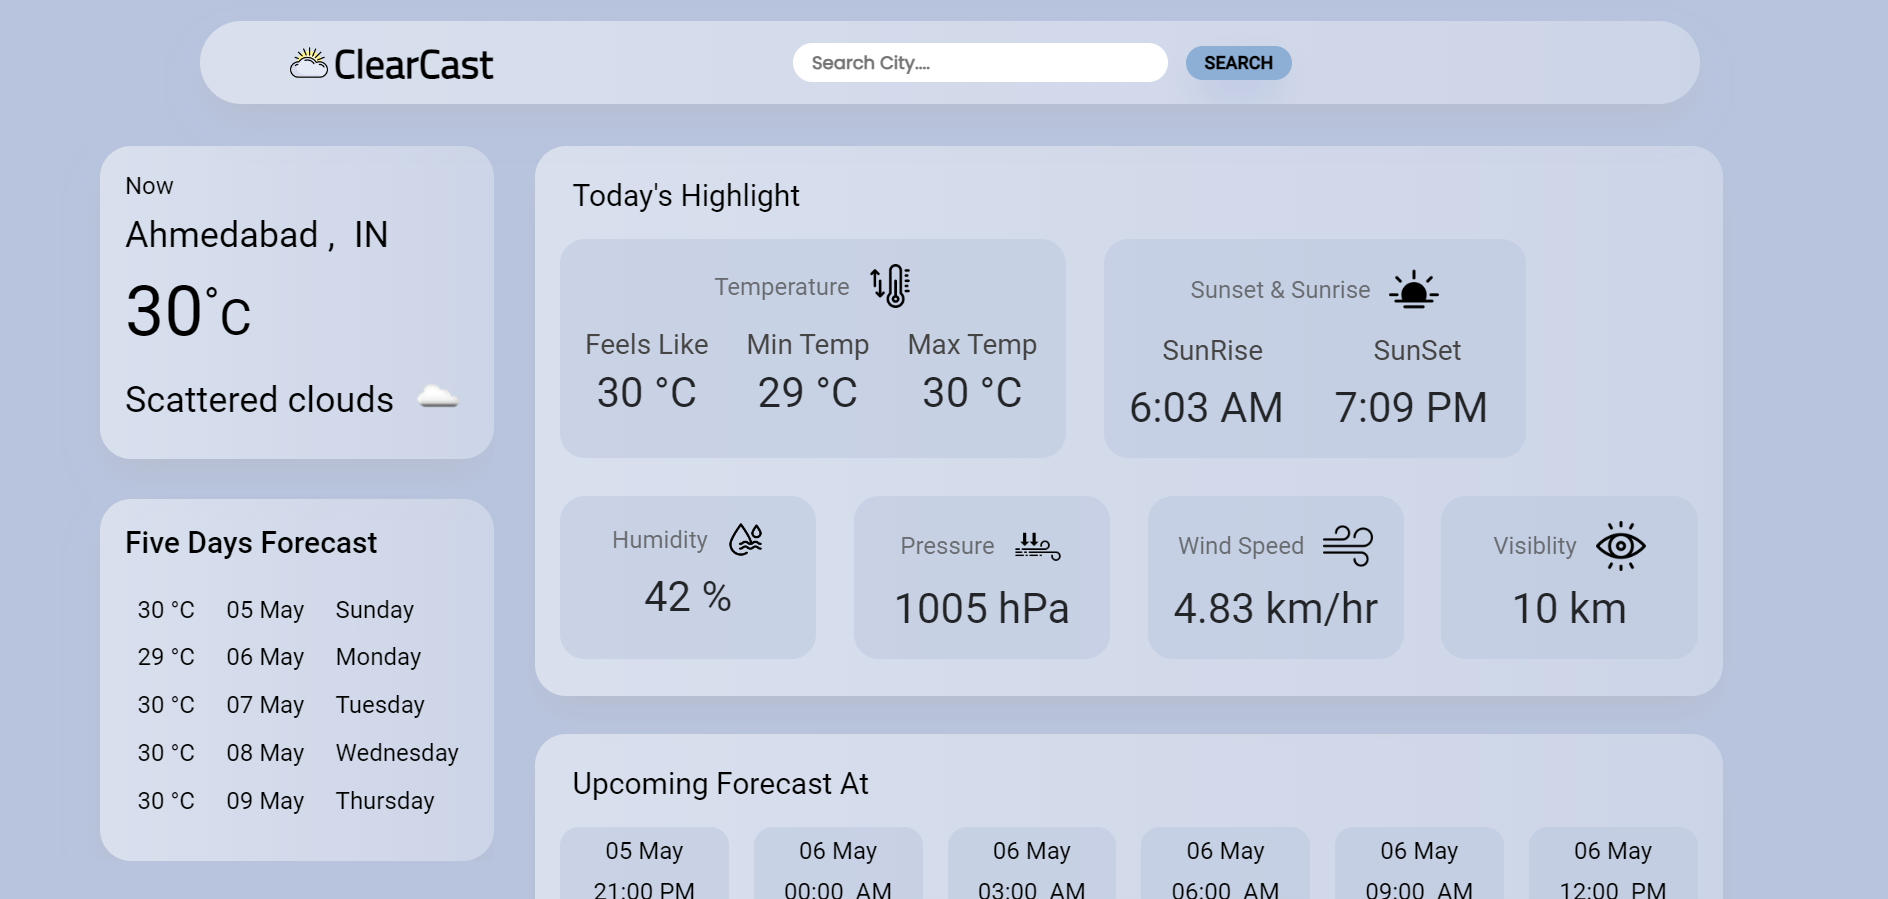 ClearCast
Search City....
SEARCH
Now
Ahmedabad , IN
30°C
Scattered clouds
Five Days Forecast
30 °C 05 May Sunday
29 °C 06 May Monday
30 °C 07 May Tuesday
30 °C 08 May Wednesday
30 °C 09 May Thursday
Today's Highlight
Temperature
Feels Like Min Temp Max Temp
30 °C 29 °C 30 °C
Sunset & Sunrise
SunRise SunSet
6:03 AM 7:09 PM
Humidity
42 %
Pressure
1005 hPa
Wind Speed
4.83 km/hr
Visiblity
10 km
Upcoming Forecast At
05 May 06 May 06 May 06 May 06 May 06 May
21:00 PM 00:00 AM 03:00 AM 06:00 AM 09:00 AM 12:00 PM